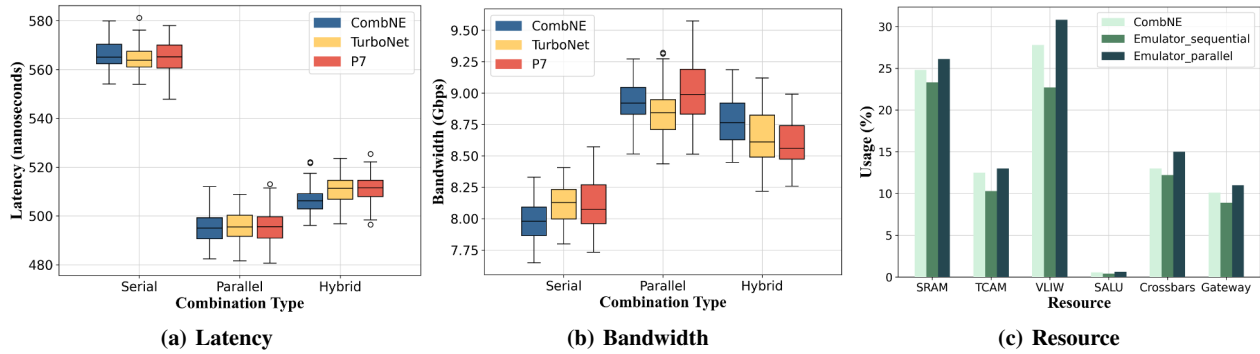 580
560
540
520
500
480
Latency (nanoseconds)
CombNE
TurboNet
P7
Serial
Parallel
Hybrid
Combination Type
(a) Latency
9.50
9.25
9.00
8.75
8.50
8.25
8.00
7.75
Bandwidth (Gbps)
CombNE
TurboNet
P7
Serial
Parallel
Hybrid
Combination Type
(b) Bandwidth
30
25
20
15
10
5
0
Usage (%)
CombNE
Emulator_sequential
Emulator_parallel
SRAM
TCAM
VLIW
SALU
Crossbars
Gateway
Resource
(c) Resource